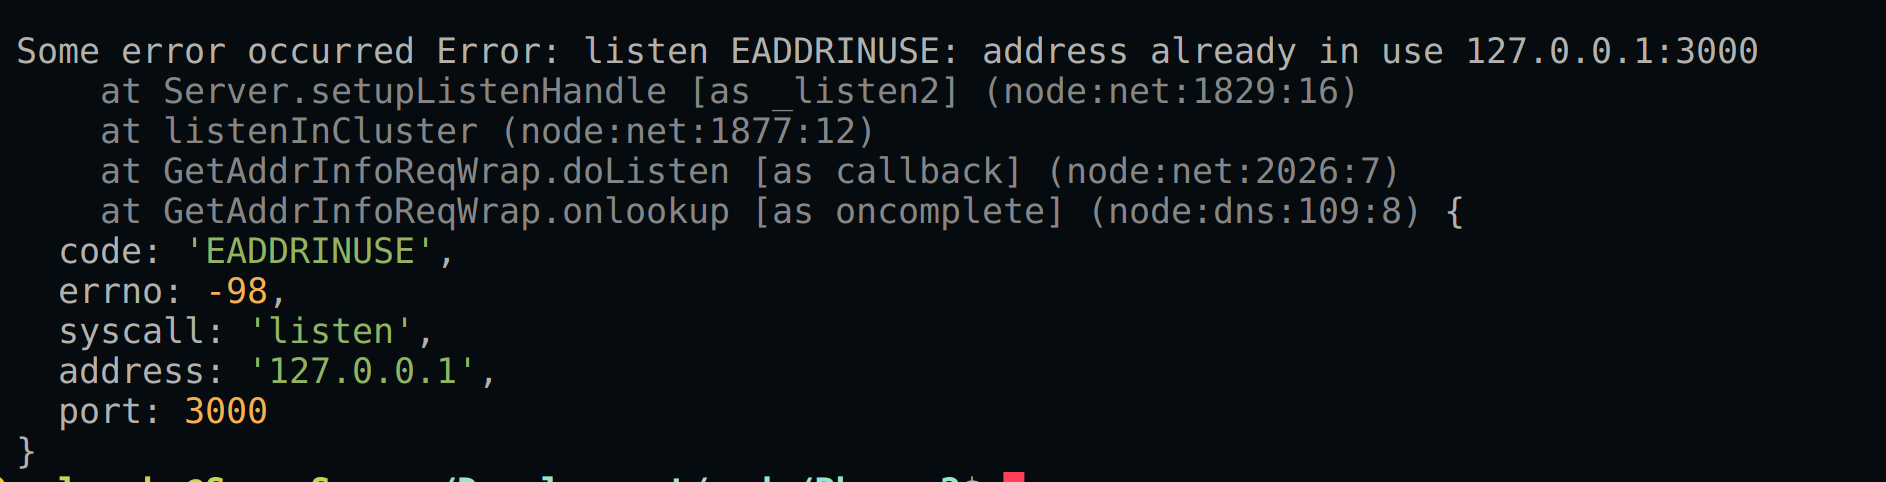 Some error occurred Error: listen EADDRINUSE: address already in use 127.0.0.1:3000
at Server.setupListenHandle [as _listen2] (node:net:1829:16)
at listenInCluster (node:net:1877:12)
at GetAddrInfoReqWrap.doListen [as callback] (node:net:2026:7)
at GetAddrInfoReqWrap.onlookup [as oncomplete] (node:dns:109:8) {
code: 'EADDRINUSE',
errno: -98,
syscall: 'listen',
address: '127.0.0.1',
port: 3000
}